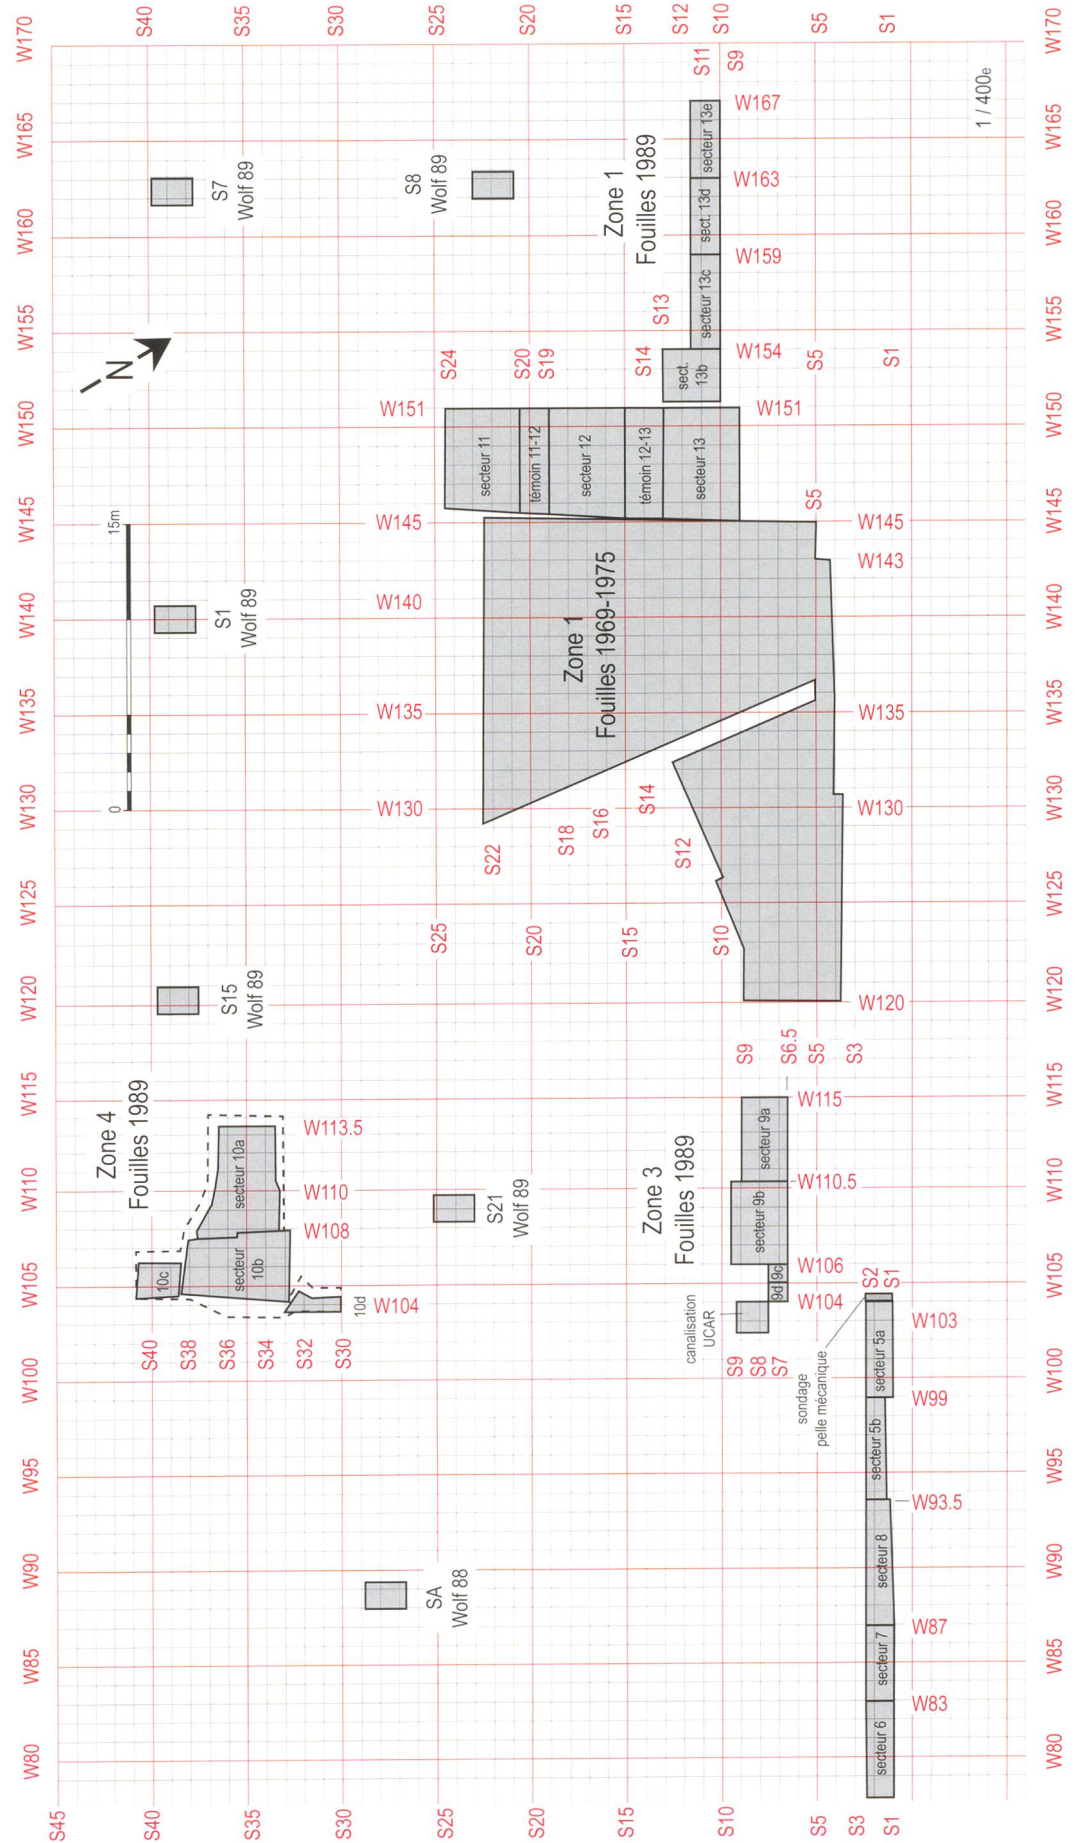 S45
S40
S35
S30
S25
S20
S15
S10
S5
S3
S1
W80
W85
W90
W95
W100
W105
W110
W115
W120
W125
W130
W135
W140
W145
W150
W155
W160
W165
W170
S40
S35
S30
S25
S20
S15
S12
S10
S11
S9
S5
S1
S7
Wolf 89
S8
Wolf 89
S1
Wolf 89
S15
Wolf 89
S21
Wolf 89
SA
Wolf 88
N
0
15m
Zone 4
Fouilles 1989
secteur 10a
secteur
10b
10c
10d
W113.5
W110
W108
W104
S40
S38
S36
S34
S32
S30
Zone 1
Fouilles 1989
secteur 11
témoin 11-12
secteur 12
témoin 12-13
secteur 13
sect.
13b
secteur 13c
sect. 13d
secteur 13e
W151
W145
W140
W135
W130
S24
S20
S19
S14
S13
W167
W163
W159
W154
W151
S5
S1
Zone 1
Fouilles 1969-1975
S22
S18
S16
S14
S12
S25
S20
S15
S10
S5
W145
W143
W135
W130
W120
Zone 3
Fouilles 1989
secteur 9a
secteur 9b
9c
9d
S9
S6.5
S5
S3
W115
W110.5
W106
W104
canalisation
UCAR
S9
S8
S7
sondage
pelle mécanique
S2
S1
secteur 5a
secteur 5b
secteur 8
secteur 7
secteur 6
W103
W99
W93.5
W87
W83
1 / 400e
W80
W85
W90
W95
W100
W105
W110
W115
W120
W125
W130
W135
W140
W145
W150
W155
W160
W165
W170